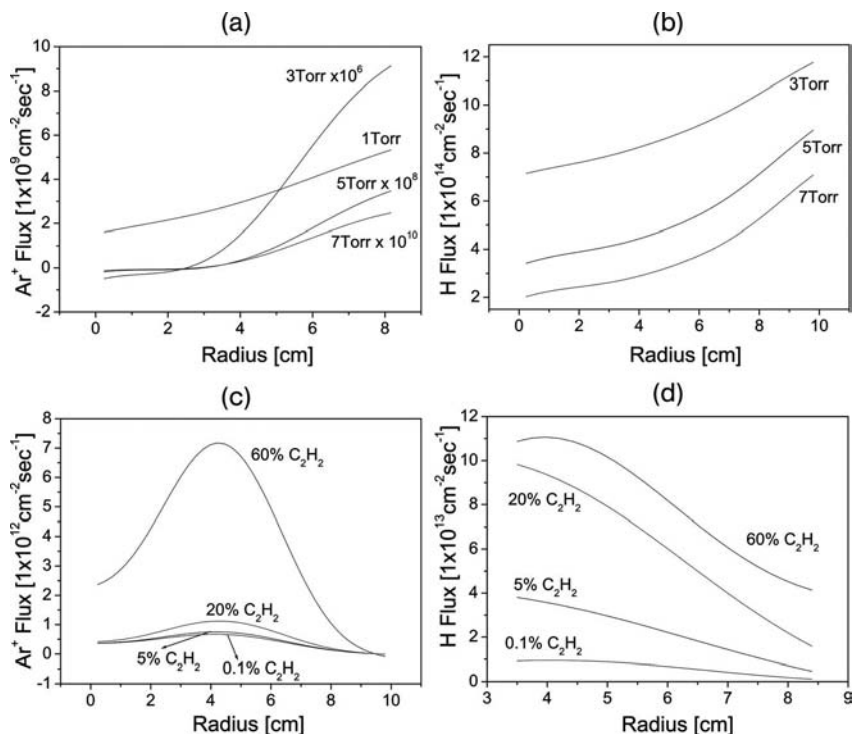 (a)
10
8
6
4
2
0
-2
Ar⁺ Flux [1x10⁹cm⁻²sec⁻¹]
3Torr x10⁶
1Torr
5Torr x 10⁸
7Torr x 10¹⁰
0 2 4 6 8
Radius [cm]
(b)
12
10
8
6
4
2
H Flux [1x10¹⁴cm⁻²sec⁻¹]
3Torr
5Torr
7Torr
0 2 4 6 8 10
Radius [cm]
(c)
8
7
6
5
4
3
2
1
0
-1
Ar⁺ Flux [1x10¹²cm⁻²sec⁻¹]
60% C₂H₂
20% C₂H₂
5% C₂H₂
0.1% C₂H₂
0 2 4 6 8 10
Radius [cm]
(d)
12
10
8
6
4
2
0
H Flux [1x10¹³cm⁻²sec⁻¹]
20% C₂H₂
60% C₂H₂
5% C₂H₂
0.1% C₂H₂
3 4 5 6 7 8 9
Radius [cm]